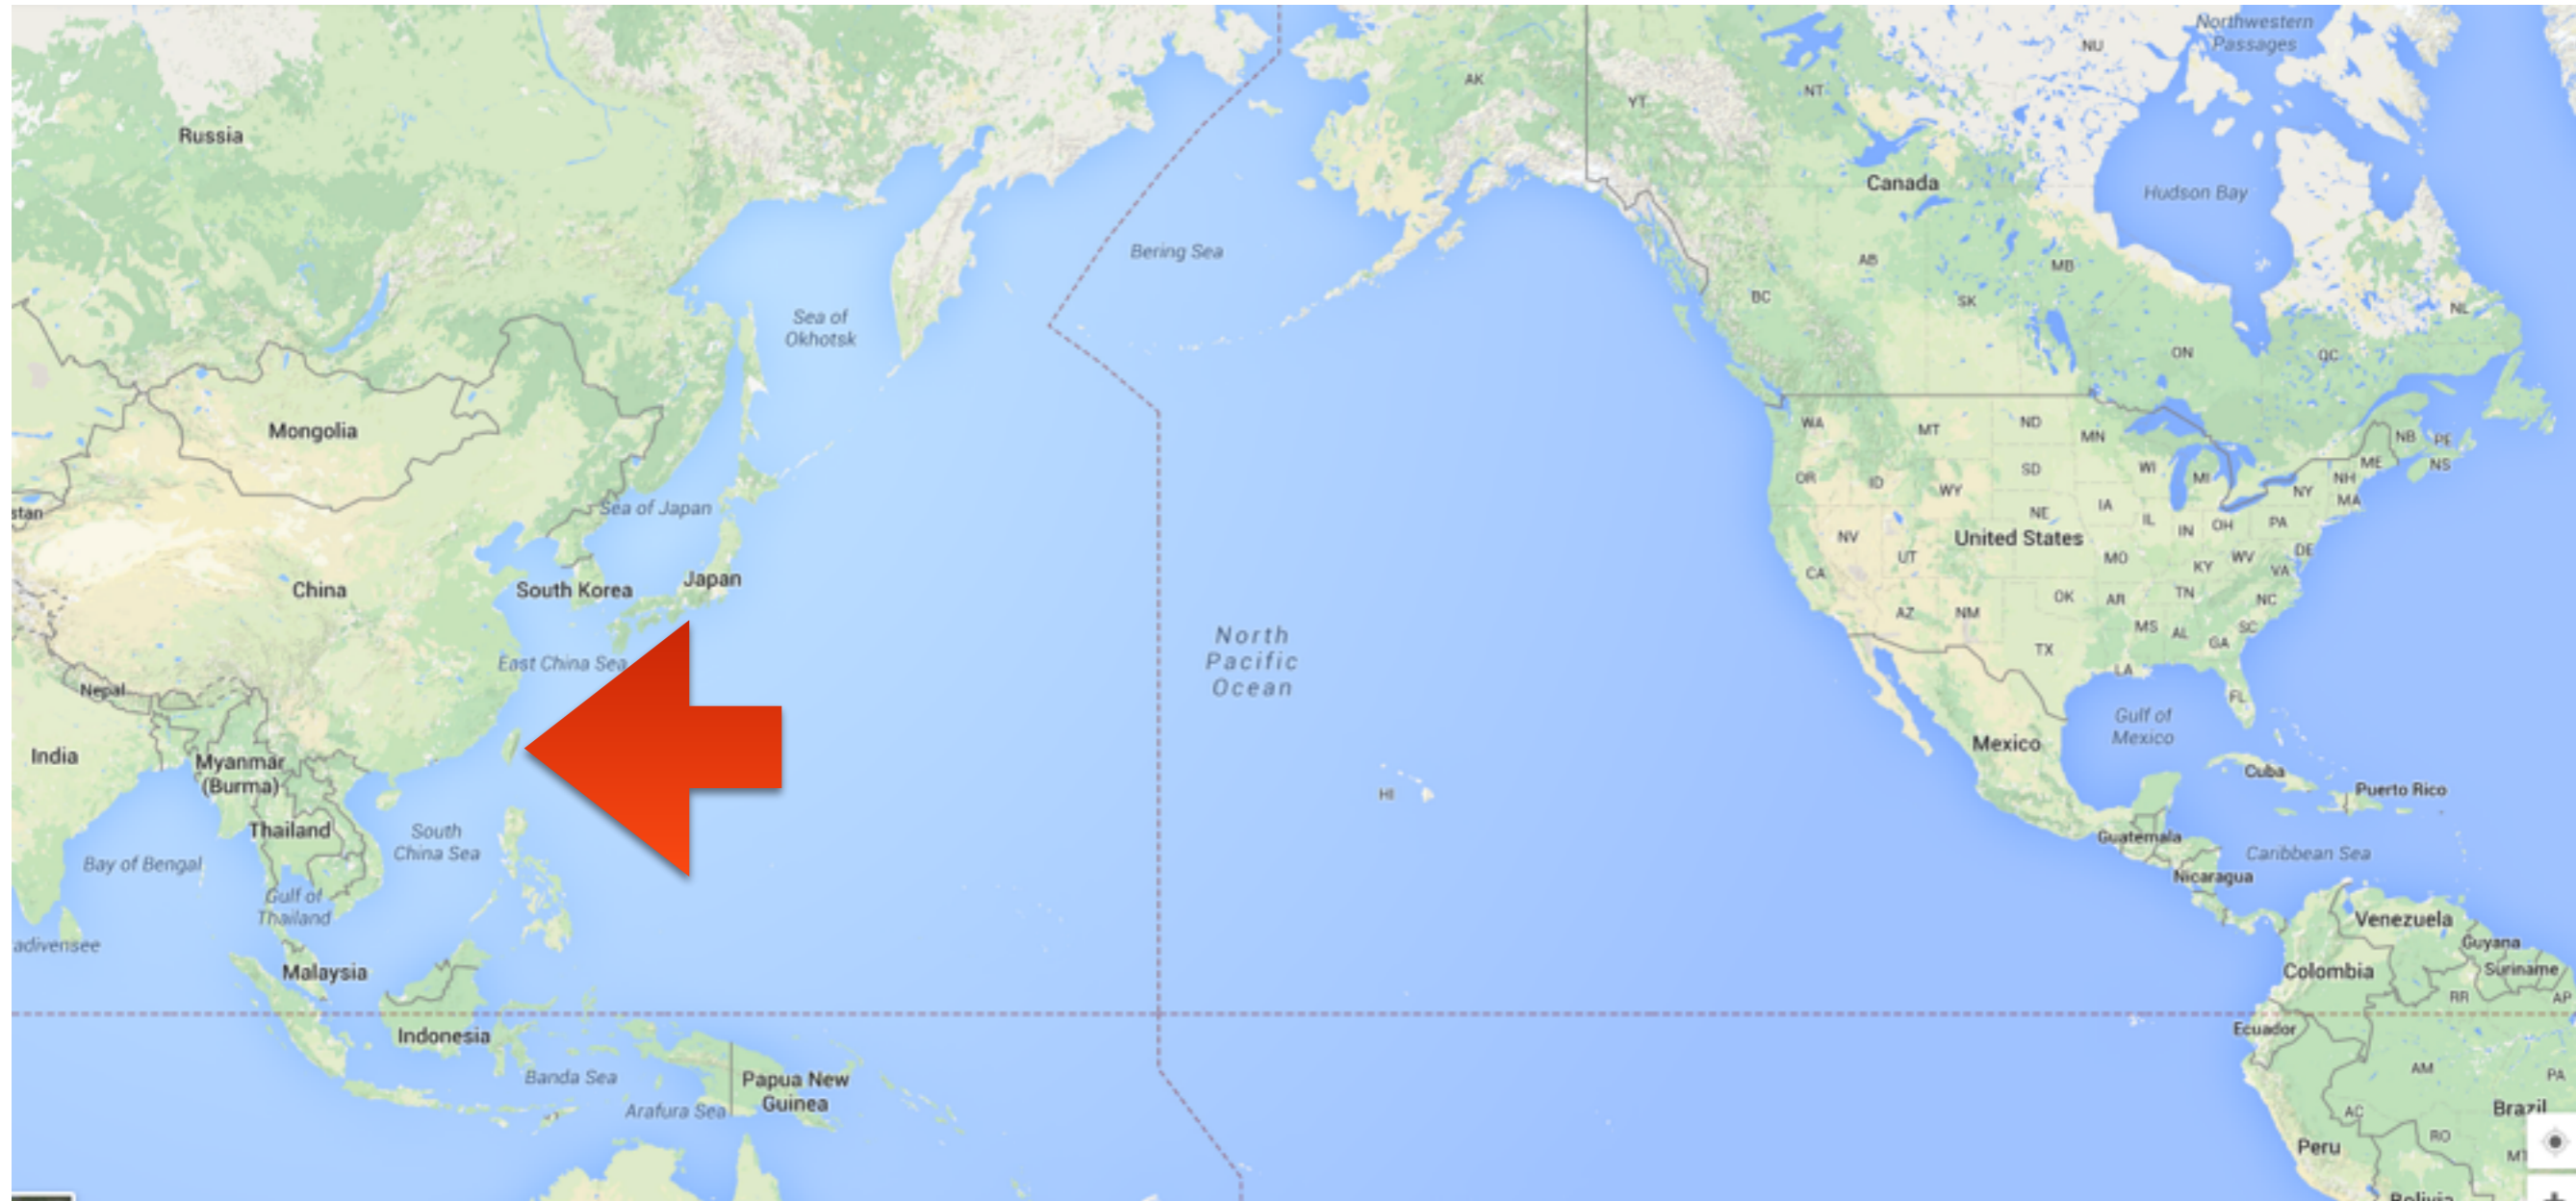 Northwestern
Passages
NU
AK
YT
NT
Russia
Canada
Hudson Bay
Bering Sea
AB
MB
BC
SK
NL
Sea of
Okhotsk
ON
QC
Mongolia
WA
MT
ND
MN
NB
PE
ME
NS
OR
ID
WY
SD
WI
MI
NH
NY
MA
stan
Sea of Japan
NE
IA
IL
IN
OH
PA
NV
UT
United States
MO
KY
WV
VA
DE
China
South Korea
Japan
CA
AZ
NM
OK
AR
TN
NC
MS
AL
GA
SC
North
Pacific
Ocean
East China Sea
TX
LA
FL
Nepal
Gulf of
Mexico
India
Myanmar
(Burma)
Mexico
Cuba
Puerto Rico
HI
Thailand
South
China Sea
Guatemala
Caribbean Sea
Bay of Bengal
Nicaragua
Gulf of
Thailand
Venezuela
adivensee
Guyana
Malaysia
Colombia
Suriname
RR
AP
Indonesia
Ecuador
Banda Sea
Papua New
Guinea
Arafura Sea
AM
PA
AC
Brazil
RO
Peru
MT
Bolivia